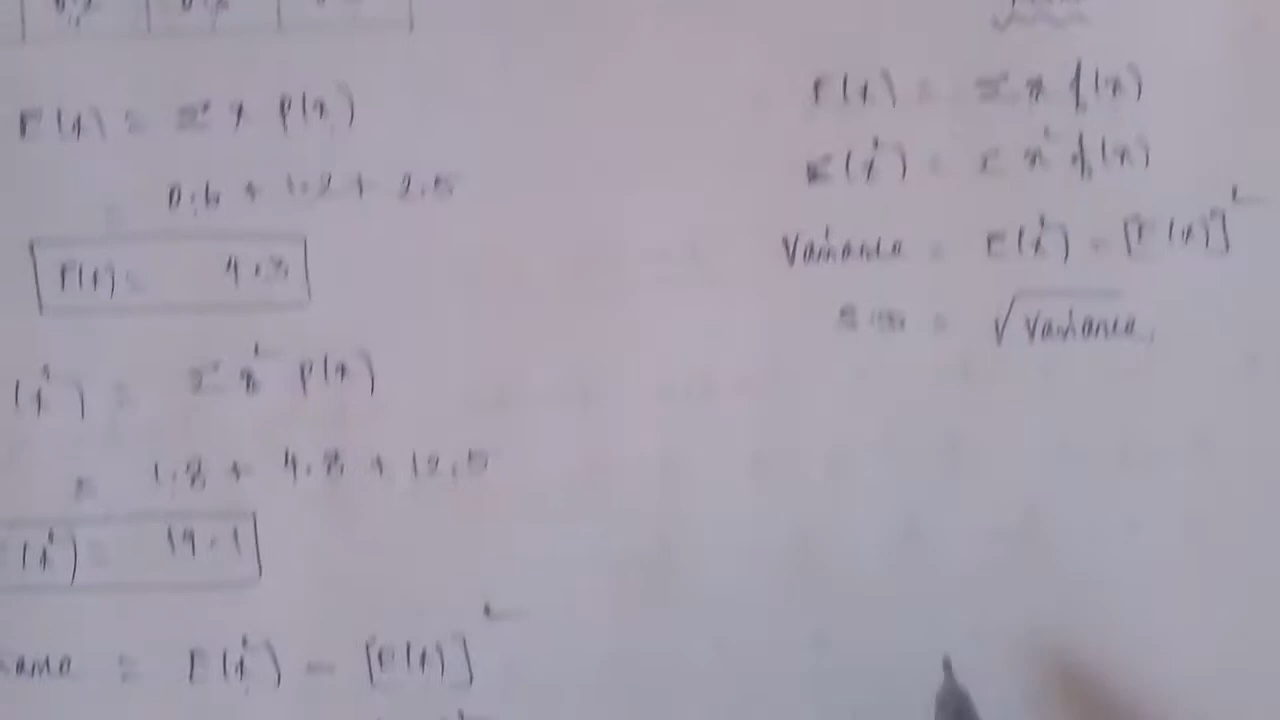 E(x) = Σ x p(x)
= 0.6 + 1.2 + 2.5
E(x) = 4.3
(x²) = Σ x² p(x)
= 1.8 + 4.8 + 12.5
(x²) = 19.1
= E(x²) - [E(x)]²
E(x) = Σ x p(x)
E(x²) = Σ x² p(x)
Variance = E(x²) - [E(x)]²
= √Variance.